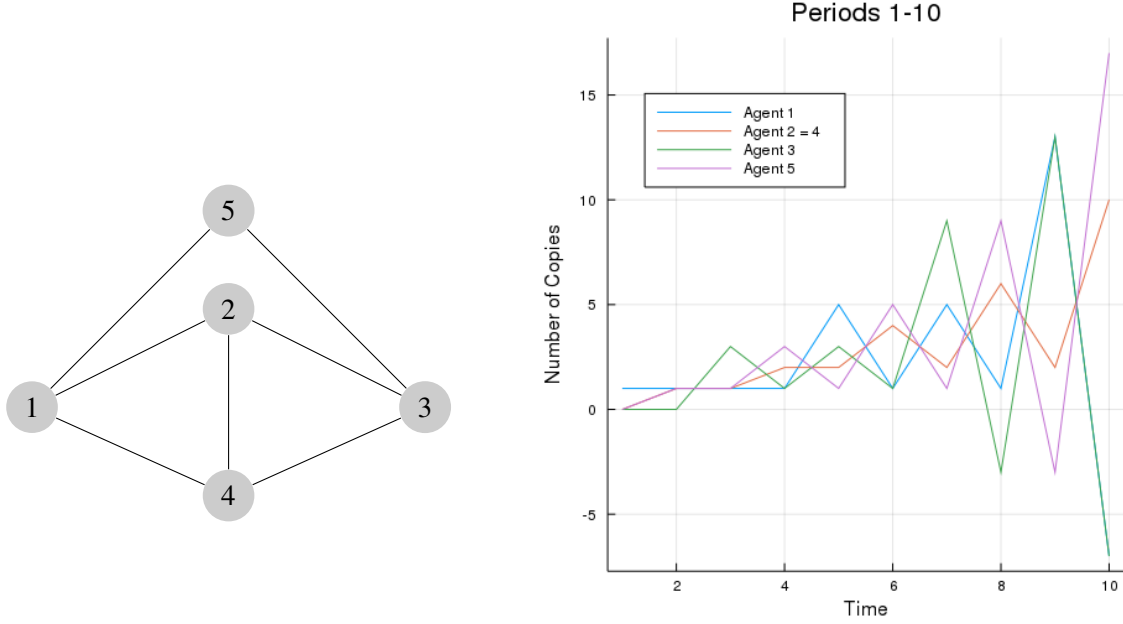 5
2
1
3
4
Periods 1-10
Number of Copies
15
10
5
0
-5
Agent 1
Agent 2 = 4
Agent 3
Agent 5
2
4
6
8
10
Time